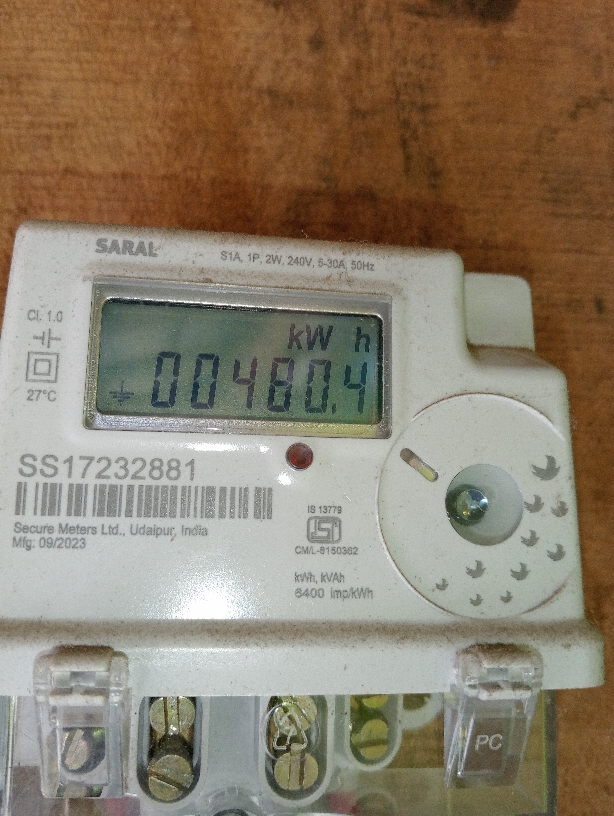 SARAL
S1A, 1P, 2W, 240V, 5-30A, 50Hz
Cl. 1.0
27°C
kW h
00480.4
SS17232881
Secure Meters Ltd., Udaipur, India
Mfg: 09/2023
IS 13779
ISI
CM/L-8150362
kWh, kVAh
6400 imp/kWh
PC